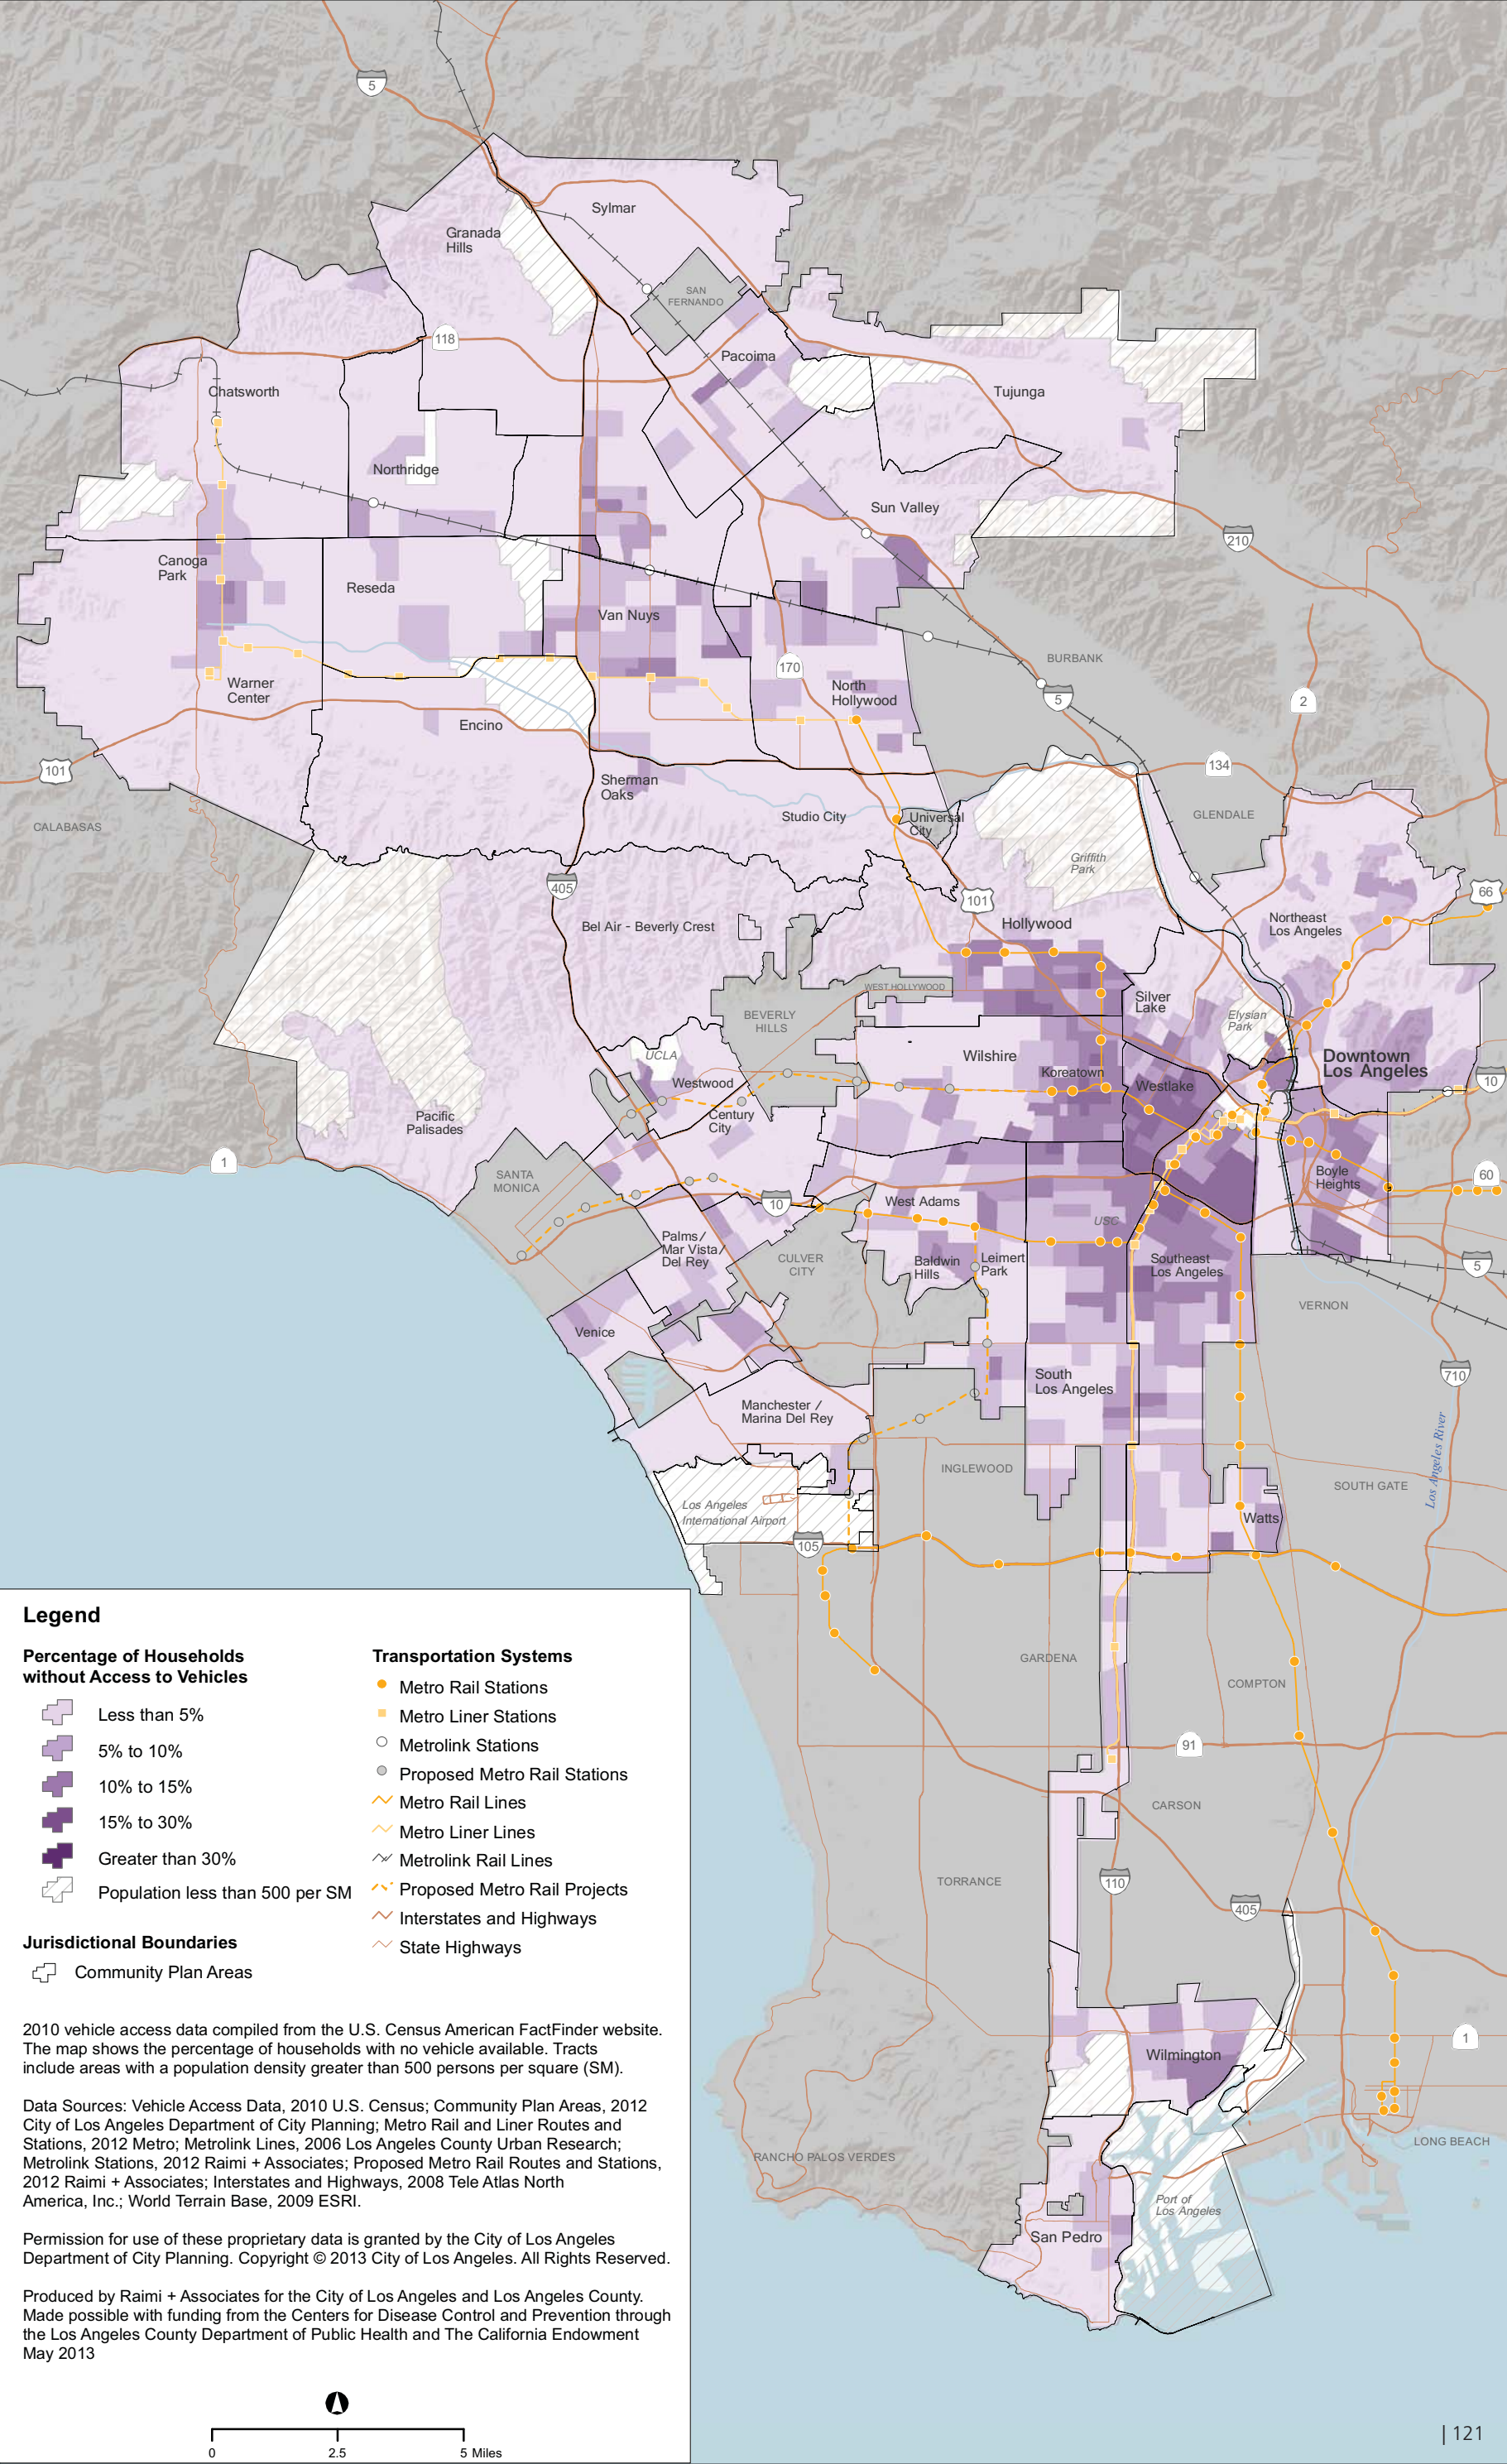 5
Sylmar
Granada
Hills
SAN
FERNANDO
118
Pacoima
Chatsworth
Tujunga
Northridge
Sun Valley
210
Canoga
Park
Reseda
Van Nuys
BURBANK
170
Warner
Center
North
Hollywood
5
2
Encino
101
134
Sherman
Oaks
CALABASAS
Studio City
Universal
City
GLENDALE
Griffith
Park
405
101
66
Bel Air - Beverly Crest
Hollywood
Northeast
Los Angeles
WEST HOLLYWOOD
Silver
Lake
BEVERLY
HILLS
Elysian
Park
UCLA
Wilshire
Downtown
Los Angeles
Koreatown
Westwood
Westlake
10
Century
City
Pacific
Palisades
1
SANTA
MONICA
10
Boyle
Heights
60
West Adams
USC
Palms/
Mar Vista/
Del Rey
CULVER
CITY
Baldwin
Hills
Leimert
Park
Southeast
Los Angeles
5
VERNON
Venice
South
Los Angeles
710
Manchester /
Marina Del Rey
Los Angeles River
INGLEWOOD
SOUTH GATE
Los Angeles
International Airport
Watts
105
GARDENA
COMPTON
91
CARSON
TORRANCE
110
405
1
Wilmington
LONG BEACH
RANCHO PALOS VERDES
Port of
Los Angeles
San Pedro
Legend
Percentage of Households
without Access to Vehicles
Less than 5%
5% to 10%
10% to 15%
15% to 30%
Greater than 30%
Population less than 500 per SM
Jurisdictional Boundaries
Community Plan Areas
Transportation Systems
Metro Rail Stations
Metro Liner Stations
Metrolink Stations
Proposed Metro Rail Stations
Metro Rail Lines
Metro Liner Lines
Metrolink Rail Lines
Proposed Metro Rail Projects
Interstates and Highways
State Highways
2010 vehicle access data compiled from the U.S. Census American FactFinder website.
The map shows the percentage of households with no vehicle available. Tracts
include areas with a population density greater than 500 persons per square (SM).
Data Sources: Vehicle Access Data, 2010 U.S. Census; Community Plan Areas, 2012
City of Los Angeles Department of City Planning; Metro Rail and Liner Routes and
Stations, 2012 Metro; Metrolink Lines, 2006 Los Angeles County Urban Research;
Metrolink Stations, 2012 Raimi + Associates; Proposed Metro Rail Routes and Stations,
2012 Raimi + Associates; Interstates and Highways, 2008 Tele Atlas North
America, Inc.; World Terrain Base, 2009 ESRI.
Permission for use of these proprietary data is granted by the City of Los Angeles
Department of City Planning. Copyright © 2013 City of Los Angeles. All Rights Reserved.
Produced by Raimi + Associates for the City of Los Angeles and Los Angeles County.
Made possible with funding from the Centers for Disease Control and Prevention through
the Los Angeles County Department of Public Health and The California Endowment
May 2013
0 2.5 5 Miles
| 121